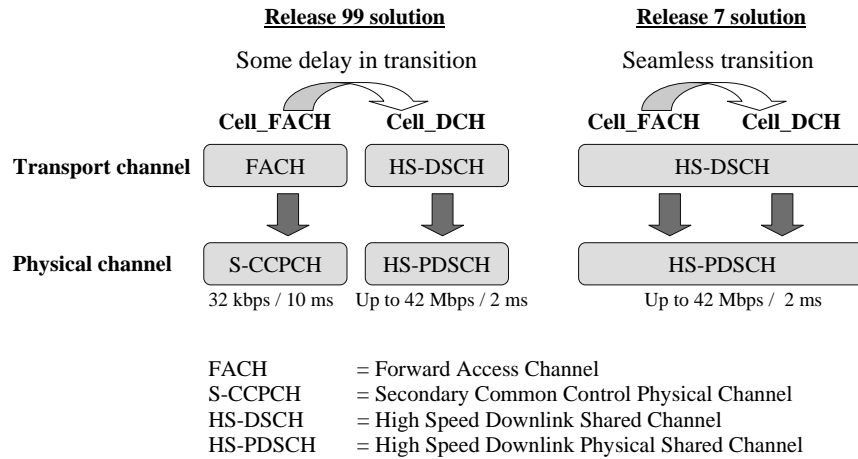 Release 99 solution
Release 7 solution
Some delay in transition
Seamless transition
Cell_FACH
Cell_DCH
Cell_FACH
Cell_DCH
Transport channel
FACH
HS-DSCH
HS-DSCH
Physical channel
S-CCPCH
HS-PDSCH
HS-PDSCH
32 kbps / 10 ms
Up to 42 Mbps / 2 ms
Up to 42 Mbps / 2 ms
FACH = Forward Access Channel
S-CCPCH = Secondary Common Control Physical Channel
HS-DSCH = High Speed Downlink Shared Channel
HS-PDSCH = High Speed Downlink Physical Shared Channel